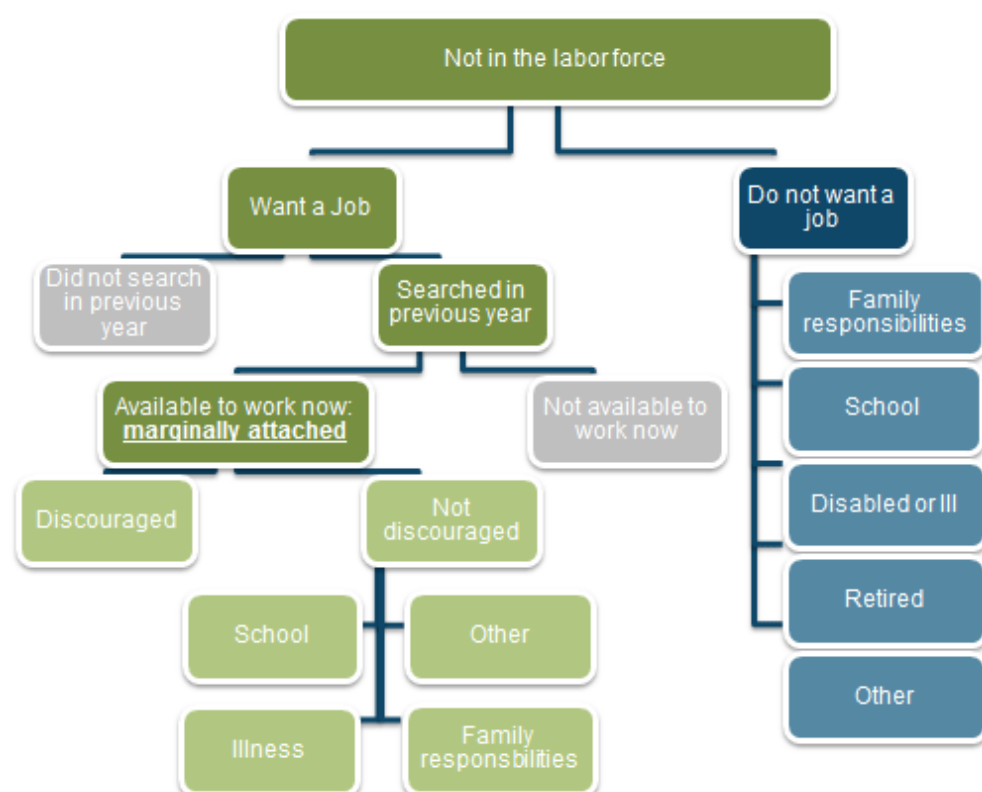 Not in the labor force
Want a Job
Do not want a
job
Did not search
in previous
year
Searched in
previous year
Family
responsibilities
Available to work now:
marginally attached
Not available to
work now
School
Discouraged
Not
discouraged
Disabled or Ill
School
Other
Retired
Illness
Family
responsbilities
Other